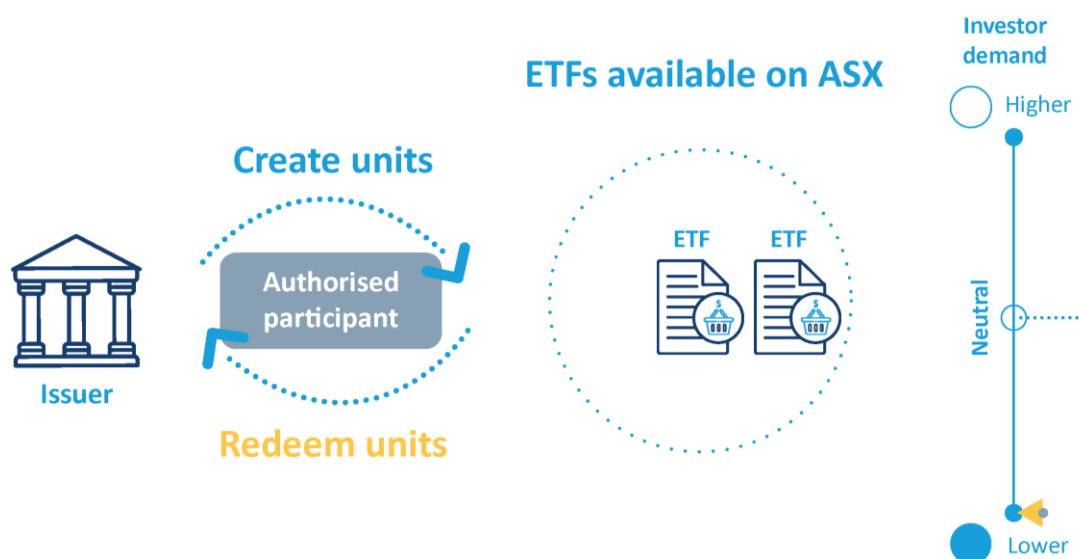 Investor
demand
ETFs available on ASX
Higher
Create units
ETF
ETF
$
$
Authorised
participant
Neutral
Issuer
Redeem units
Lower